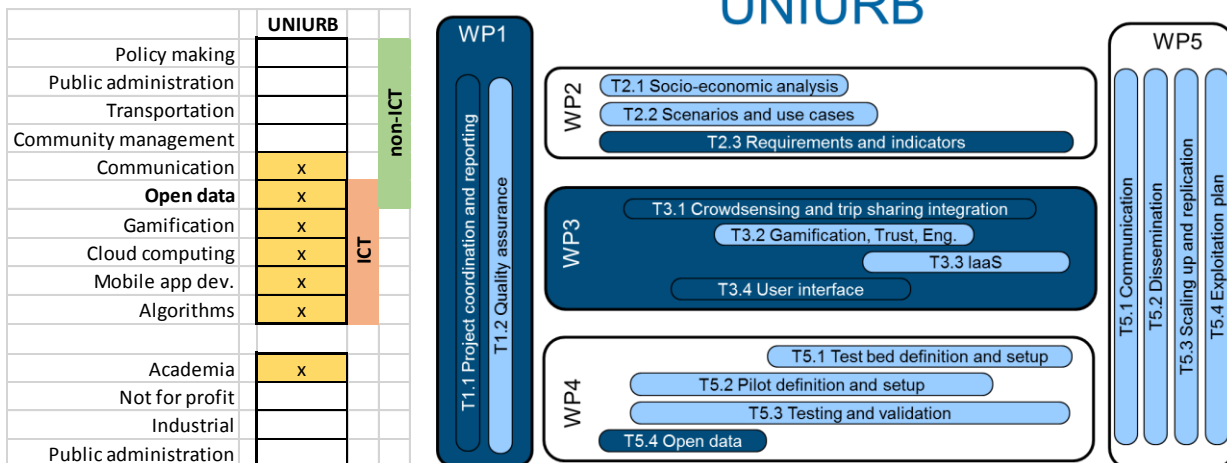 UNIURB
Policy making
Public administration
Transportation
Community management
Communication x
Open data x
Gamification x
Cloud computing x
Mobile app dev. x
Algorithms x
non-ICT
ICT
Academia x
Not for profit
Industrial
Public administration
UNIURB
WP1
T1.1 Project coordination and reporting
T1.2 Quality assurance
WP2
T2.1 Socio-economic analysis
T2.2 Scenarios and use cases
T2.3 Requirements and indicators
WP3
T3.1 Crowdsensing and trip sharing integration
T3.2 Gamification, Trust, Eng.
T3.3 IaaS
T3.4 User interface
WP4
T5.1 Test bed definition and setup
T5.2 Pilot definition and setup
T5.3 Testing and validation
T5.4 Open data
WP5
T5.1 Communication
T5.2 Dissemination
T5.3 Scaling up and replication
T5.4 Exploitation plan